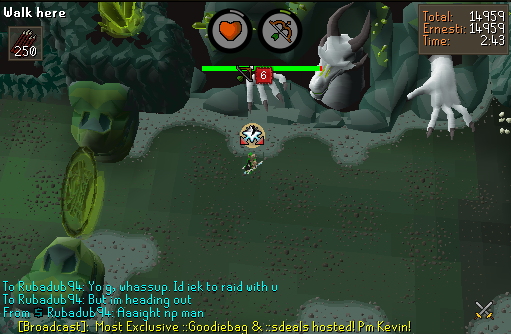 Walk here
250
Total: 14959
Ernestr: 14959
Time: 2:43
6
To Rubadub94: Yo g, whassup. Id iek to raid with u
To Rubadub94: But im heading out
From S Rubadub94: Aaaight np man
[Broadcast]: Most Exclusive ::Goodiebag & ::sdeals hosted! Pm Kevin!